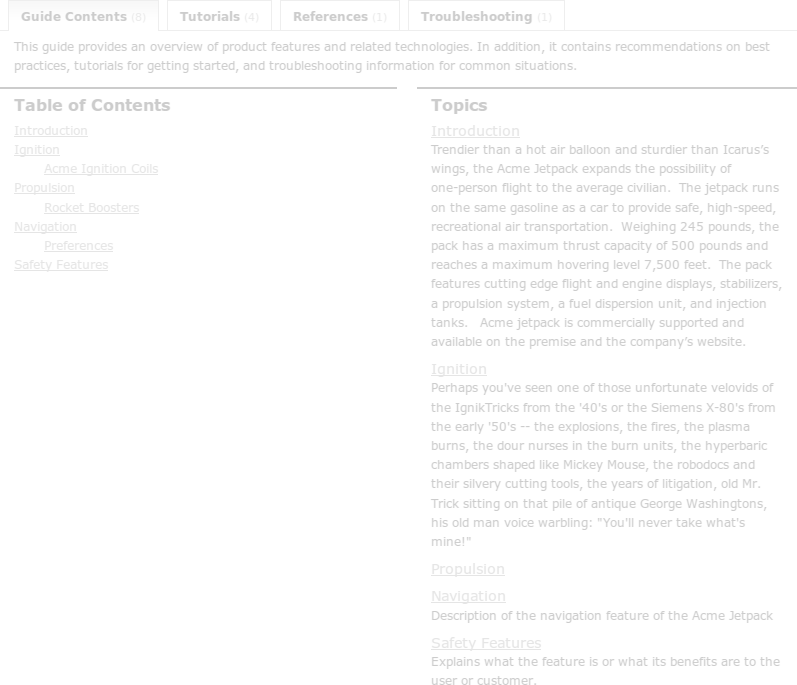 Guide Contents (8) Tutorials (4) References (1) Troubleshooting (1)
This guide provides an overview of product features and related technologies. In addition, it contains recommendations on best
practices, tutorials for getting started, and troubleshooting information for common situations.
Table of Contents
Introduction
Ignition
Acme Ignition Coils
Propulsion
Rocket Boosters
Navigation
Preferences
Safety Features
Topics
Introduction
Trendier than a hot air balloon and sturdier than Icarus’s
wings, the Acme Jetpack expands the possibility of
one-person flight to the average civilian.  The jetpack runs
on the same gasoline as a car to provide safe, high-speed,
recreational air transportation.  Weighing 245 pounds, the
pack has a maximum thrust capacity of 500 pounds and
reaches a maximum hovering level 7,500 feet.  The pack
features cutting edge flight and engine displays, stabilizers,
a propulsion system, a fuel dispersion unit, and injection
tanks.   Acme jetpack is commercially supported and
available on the premise and the company’s website.
Ignition
Perhaps you've seen one of those unfortunate velovids of
the IgnikTricks from the '40's or the Siemens X-80's from
the early '50's -- the explosions, the fires, the plasma
burns, the dour nurses in the burn units, the hyperbaric
chambers shaped like Mickey Mouse, the robodocs and
their silvery cutting tools, the years of litigation, old Mr.
Trick sitting on that pile of antique George Washingtons,
his old man voice warbling: "You'll never take what's
mine!"
Propulsion
Navigation
Description of the navigation feature of the Acme Jetpack
Safety Features
Explains what the feature is or what its benefits are to the
user or customer.